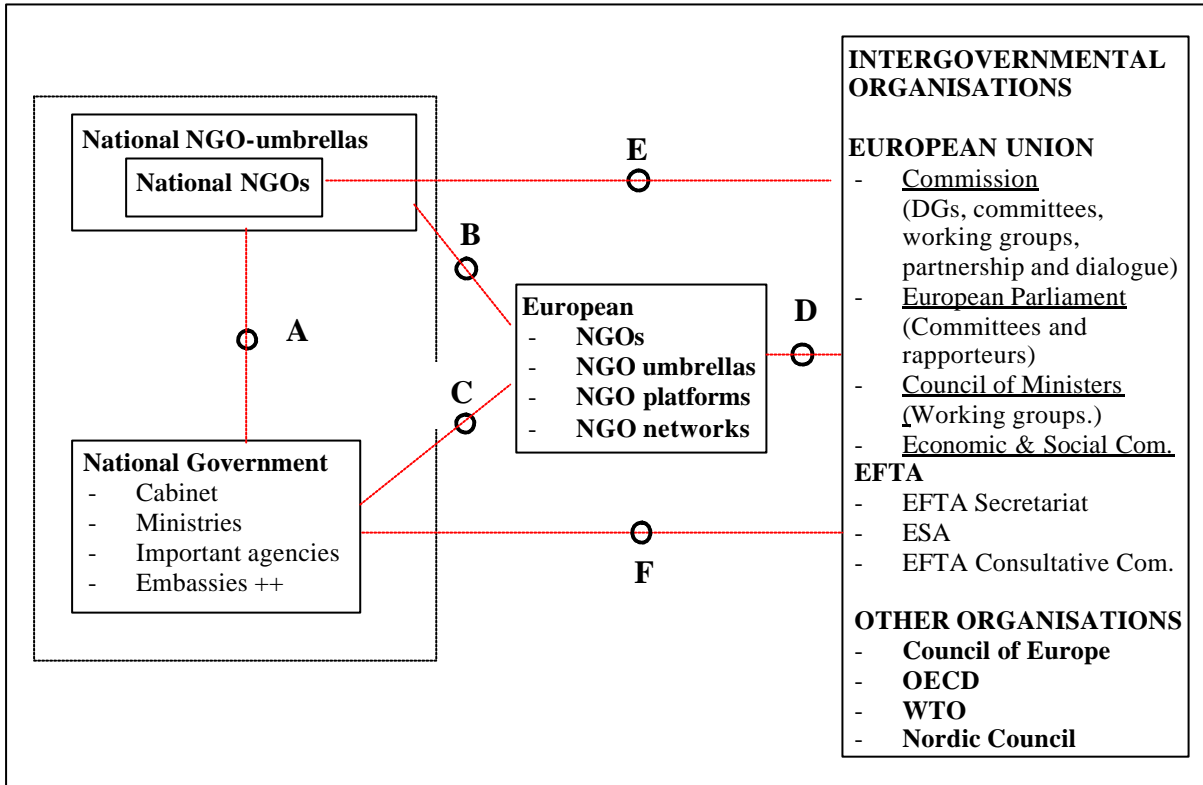 National NGO-umbrellas
National NGOs
E
B
A
C
National Government
- Cabinet
- Ministries
- Important agencies
- Embassies ++
European
- NGOs
- NGO umbrellas
- NGO platforms
- NGO networks
D
F
INTERGOVERNMENTAL
ORGANISATIONS
EUROPEAN UNION
- Commission
(DGs, committees,
working groups,
partnership and dialogue)
- European Parliament
(Committees and
rapporteurs)
- Council of Ministers
(Working groups.)
- Economic & Social Com.
EFTA
- EFTA Secretariat
- ESA
- EFTA Consultative Com.
OTHER ORGANISATIONS
- Council of Europe
- OECD
- WTO
- Nordic Council